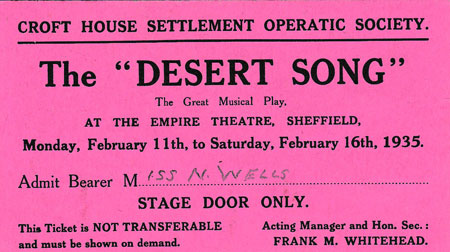 CROFT HOUSE SETTLEMENT OPERATIC SOCIETY.
The "DESERT SONG"
The Great Musical Play,
AT THE EMPIRE THEATRE, SHEFFIELD,
Monday, February 11th, to Saturday, February 16th, 1935.
Admit Bearer Miss N. WELLS
STAGE DOOR ONLY.
This Ticket is NOT TRANSFERABLE
and must be shown on demand.
Acting Manager and Hon. Sec.:
FRANK M. WHITEHEAD.